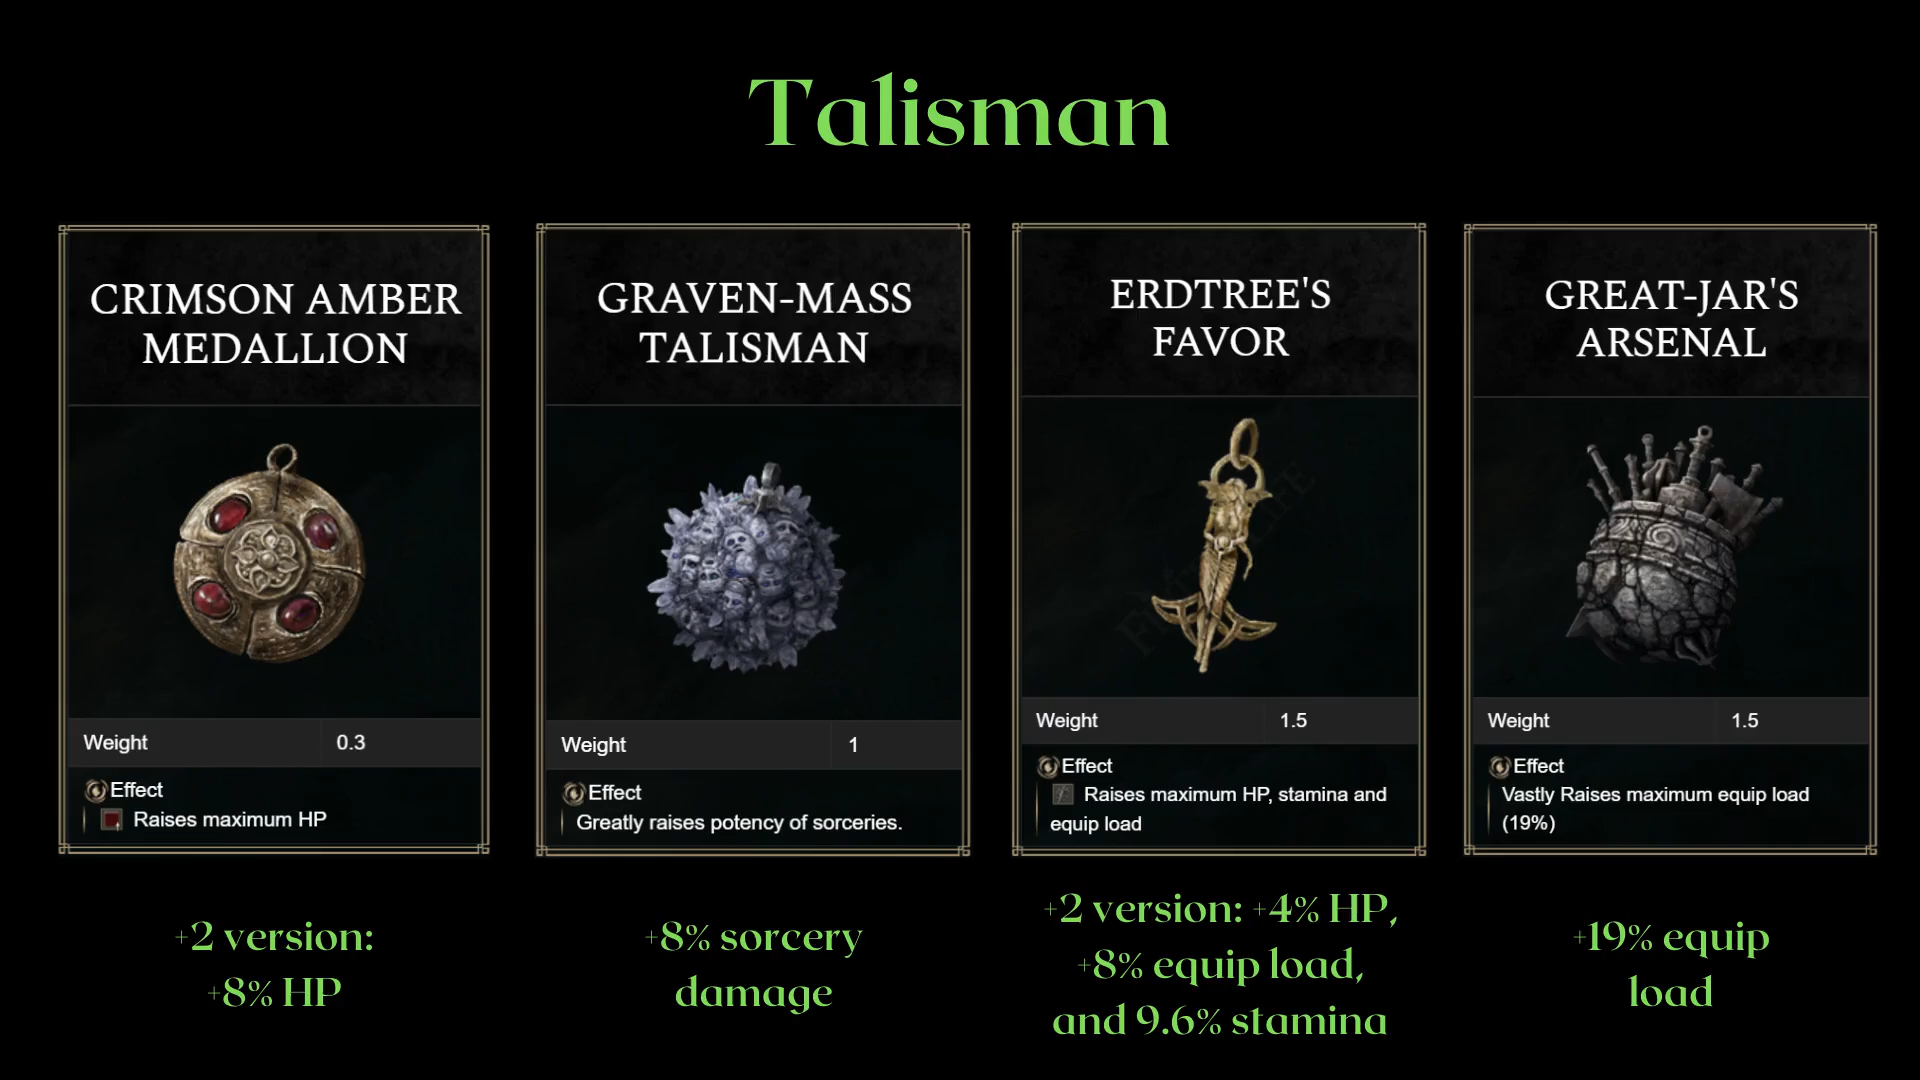 Talisman
CRIMSON AMBER
MEDALLION
Weight 0.3
Effect
Raises maximum HP
+2 version:
+8% HP
GRAVEN-MASS
TALISMAN
Weight 1
Effect
Greatly raises potency of sorceries.
+8% sorcery
damage
ERDTREE'S
FAVOR
Weight 1.5
Effect
Raises maximum HP, stamina and
equip load
+2 version: +4% HP,
+8% equip load,
and 9.6% stamina
GREAT-JAR'S
ARSENAL
Weight 1.5
Effect
Vastly Raises maximum equip load
(19%)
+19% equip
load